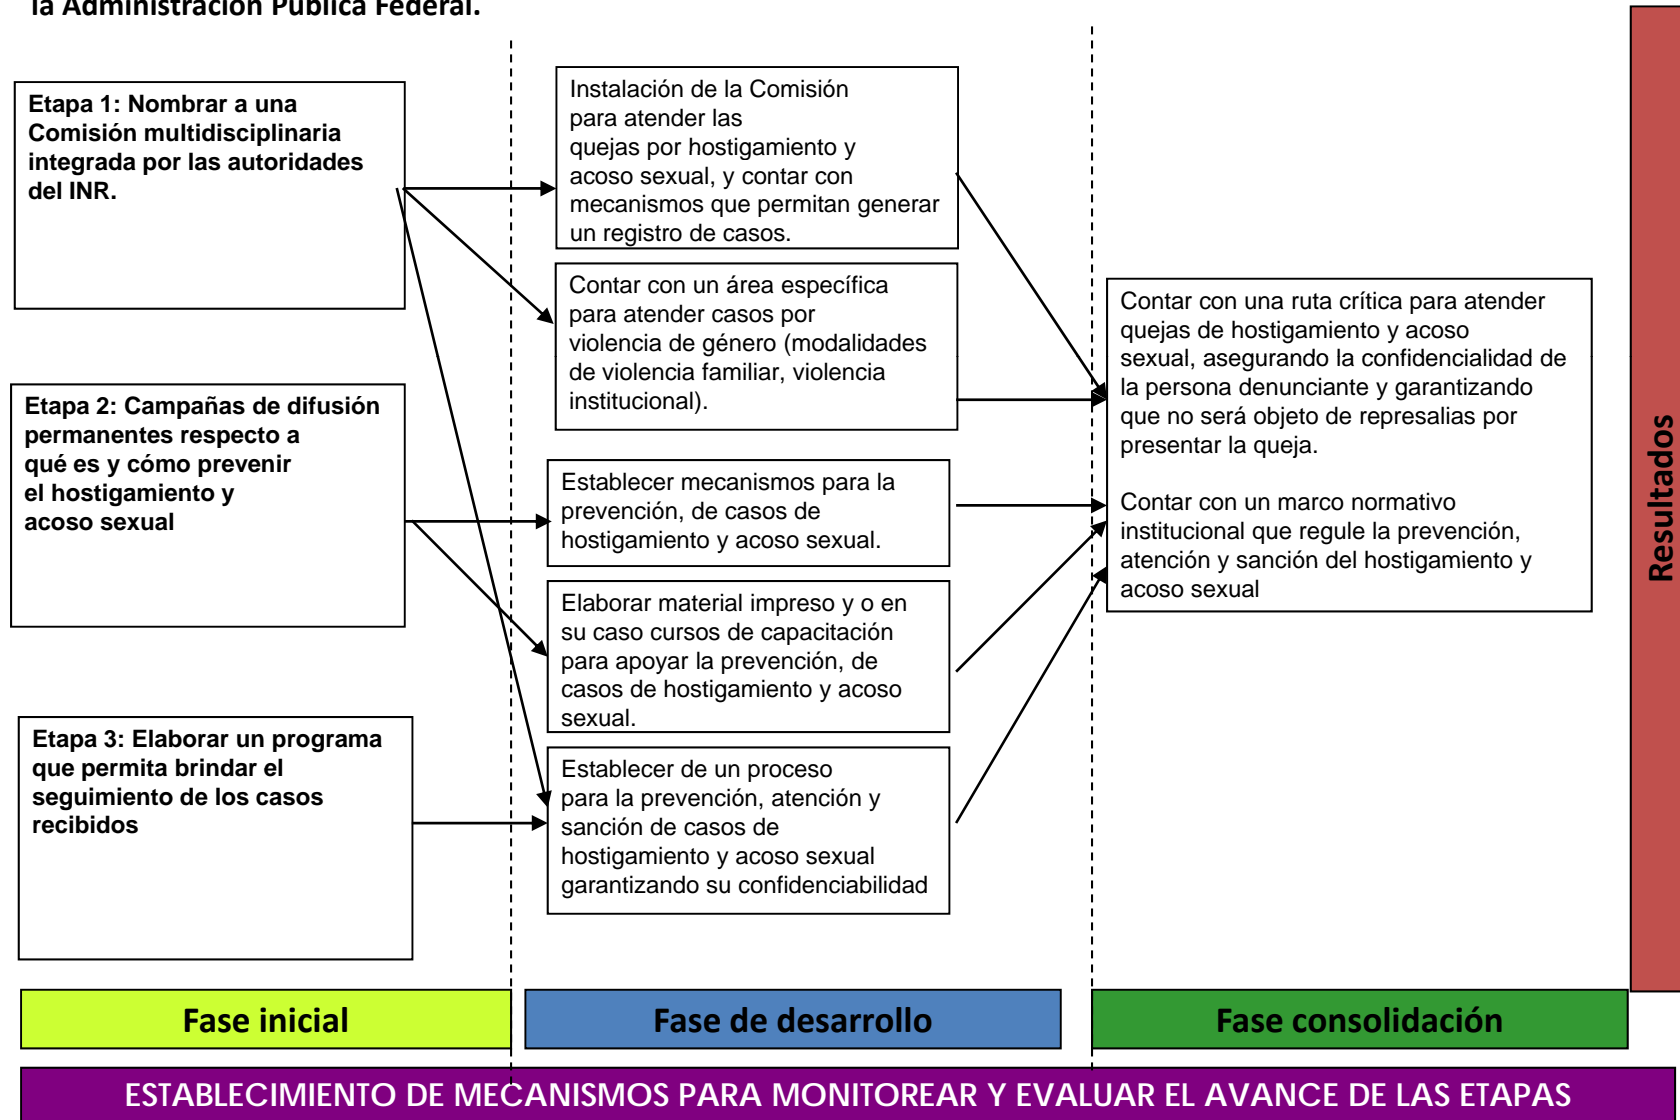 la Administración Pública Federal.
Etapa 1: Nombrar a una
Comisión multidisciplinaria
integrada por las autoridades
del INR.
Etapa 2: Campañas de difusión
permanentes respecto a
qué es y cómo prevenir
el hostigamiento y
acoso sexual
Etapa 3: Elaborar un programa
que permita brindar el
seguimiento de los casos
recibidos
Instalación de la Comisión
para atender las
quejas por hostigamiento y
acoso sexual, y contar con
mecanismos que permitan generar
un registro de casos.
Contar con un área específica
para atender casos por
violencia de género (modalidades
de violencia familiar, violencia
institucional).
Establecer mecanismos para la
prevención, de casos de
hostigamiento y acoso sexual.
Elaborar material impreso y o en
su caso cursos de capacitación
para apoyar la prevención, de
casos de hostigamiento y acoso
sexual.
Establecer de un proceso
para la prevención, atención y
sanción de casos de
hostigamiento y acoso sexual
garantizando su confidenciabilidad
Contar con una ruta crítica para atender
quejas de hostigamiento y acoso
sexual, asegurando la confidencialidad de
la persona denunciante y garantizando
que no será objeto de represalias por
presentar la queja.
Contar con un marco normativo
institucional que regule la prevención,
atención y sanción del hostigamiento y
acoso sexual
Resultados
Fase inicial
Fase de desarrollo
Fase consolidación
ESTABLECIMIENTO DE MECANISMOS PARA MONITOREAR Y EVALUAR EL AVANCE DE LAS ETAPAS